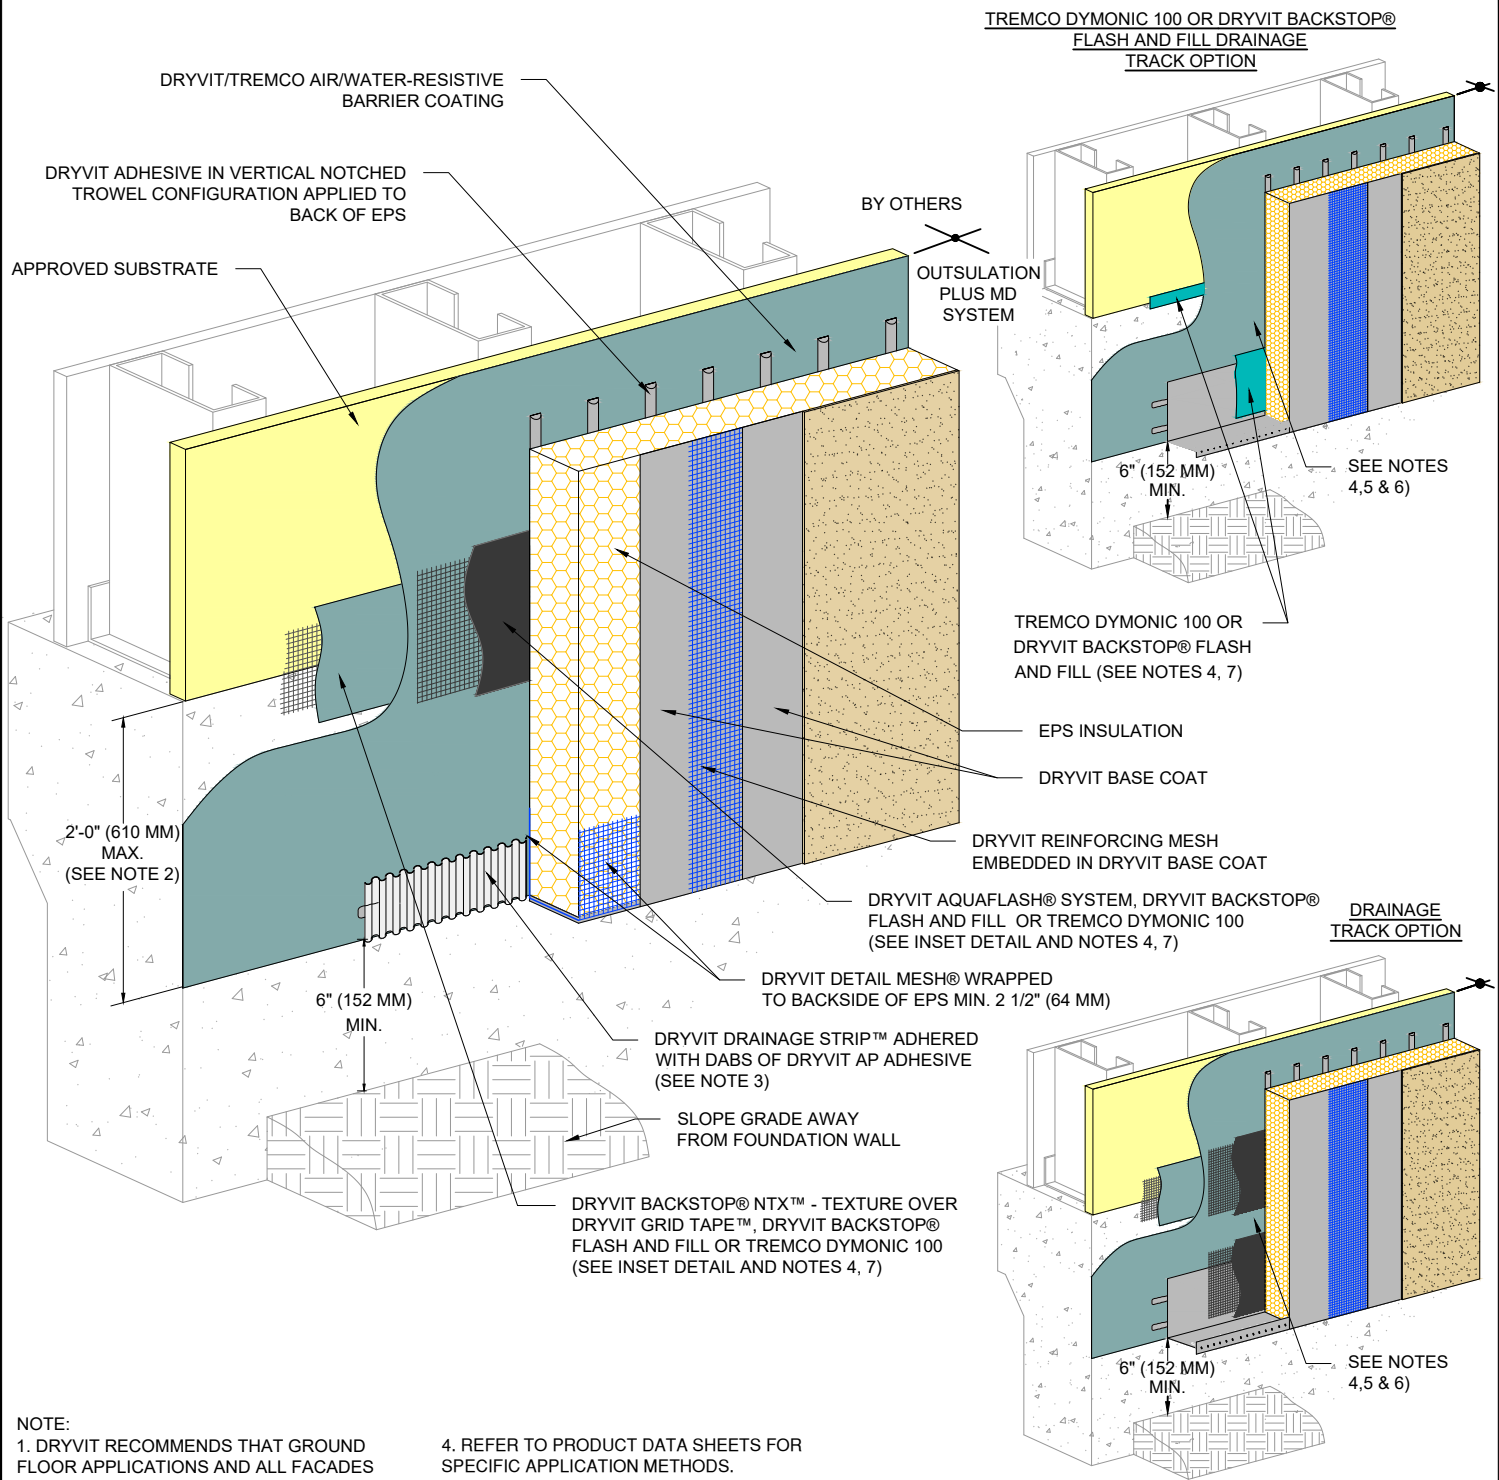 TREMCO DYMONIC 100 OR DRYVIT BACKSTOP®
FLASH AND FILL DRAINAGE
TRACK OPTION
DRYVIT/TREMCO AIR/WATER-RESISTIVE
BARRIER COATING
DRYVIT ADHESIVE IN VERTICAL NOTCHED
TROWEL CONFIGURATION APPLIED TO
BACK OF EPS
APPROVED SUBSTRATE
BY OTHERS
OUTSULATION
PLUS MD
SYSTEM
6" (152 MM)
MIN.
SEE NOTES
4,5 & 6)
TREMCO DYMONIC 100 OR
DRYVIT BACKSTOP® FLASH
AND FILL (SEE NOTES 4, 7)
EPS INSULATION
DRYVIT BASE COAT
DRYVIT REINFORCING MESH
EMBEDDED IN DRYVIT BASE COAT
2'-0" (610 MM)
MAX.
(SEE NOTE 2)
DRYVIT AQUAFLASH® SYSTEM, DRYVIT BACKSTOP®
FLASH AND FILL OR TREMCO DYMONIC 100
(SEE INSET DETAIL AND NOTES 4, 7)
DRAINAGE
TRACK OPTION
DRYVIT DETAIL MESH® WRAPPED
TO BACKSIDE OF EPS MIN. 2 1/2" (64 MM)
6" (152 MM)
MIN.
DRYVIT DRAINAGE STRIP™ ADHERED
WITH DABS OF DRYVIT AP ADHESIVE
(SEE NOTE 3)
SLOPE GRADE AWAY
FROM FOUNDATION WALL
DRYVIT BACKSTOP® NTX™ - TEXTURE OVER
DRYVIT GRID TAPE™, DRYVIT BACKSTOP®
FLASH AND FILL OR TREMCO DYMONIC 100
(SEE INSET DETAIL AND NOTES 4, 7)
6" (152 MM)
MIN.
SEE NOTES
4,5 & 6)
NOTE:
1. DRYVIT RECOMMENDS THAT GROUND
FLOOR APPLICATIONS AND ALL FACADES
4. REFER TO PRODUCT DATA SHEETS FOR
SPECIFIC APPLICATION METHODS.